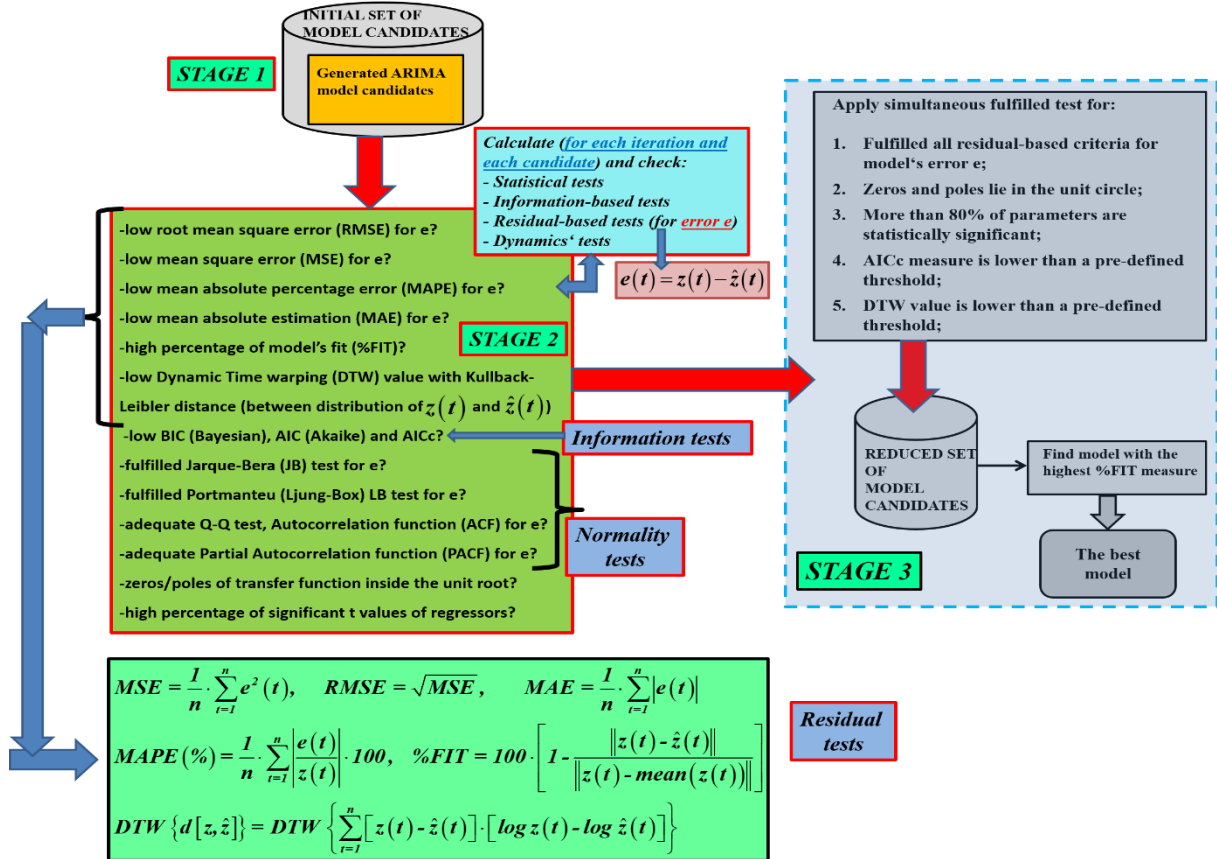 INITIAL SET OF
MODEL CANDIDATES
STAGE 1
Generated ARIMA
model candidates
Calculate (for each iteration and
each candidate) and check:
- Statistical tests
- Information-based tests
- Residual-based tests (for error e)
- Dynamics‘ tests
e(t) = z(t) − ẑ(t)
-low root mean square error (RMSE) for e?
-low mean square error (MSE) for e?
-low mean absolute percentage error (MAPE) for e?
-low mean absolute estimation (MAE) for e?
-high percentage of model's fit (%FIT)?
STAGE 2
-low Dynamic Time warping (DTW) value with Kullback-
Leibler distance (between distribution of z(t) and ẑ(t))
-low BIC (Bayesian), AIC (Akaike) and AICc?
Information tests
-fulfilled Jarque-Bera (JB) test for e?
-fulfilled Portmanteu (Ljung-Box) LB test for e?
-adequate Q-Q test, Autocorrelation function (ACF) for e?
-adequate Partial Autocorrelation function (PACF) for e?
Normality
tests
-zeros/poles of transfer function inside the unit root?
-high percentage of significant t values of regressors?
Apply simultaneous fulfilled test for:
1. Fulfilled all residual-based criteria for
model‘s error e;
2. Zeros and poles lie in the unit circle;
3. More than 80% of parameters are
statistically significant;
4. AICc measure is lower than a pre-defined
threshold;
5. DTW value is lower than a pre-defined
threshold;
REDUCED SET
OF
MODEL
CANDIDATES
Find model with the
highest %FIT measure
The best
model
STAGE 3
MSE = 1/n · ∑_{t=1}^{n} e²(t), RMSE = √MSE, MAE = 1/n · ∑_{t=1}^{n} |e(t)|
MAPE(%) = 1/n · ∑_{t=1}^{n} |e(t)/z(t)| · 100, %FIT = 100 · [1 - ‖z(t) - ẑ(t)‖ / ‖z(t) - mean(z(t))‖]
DTW {d[z,ẑ]} = DTW {∑_{t=1}^{n} [z(t) - ẑ(t)] · [log z(t) - log ẑ(t)]}
Residual
tests